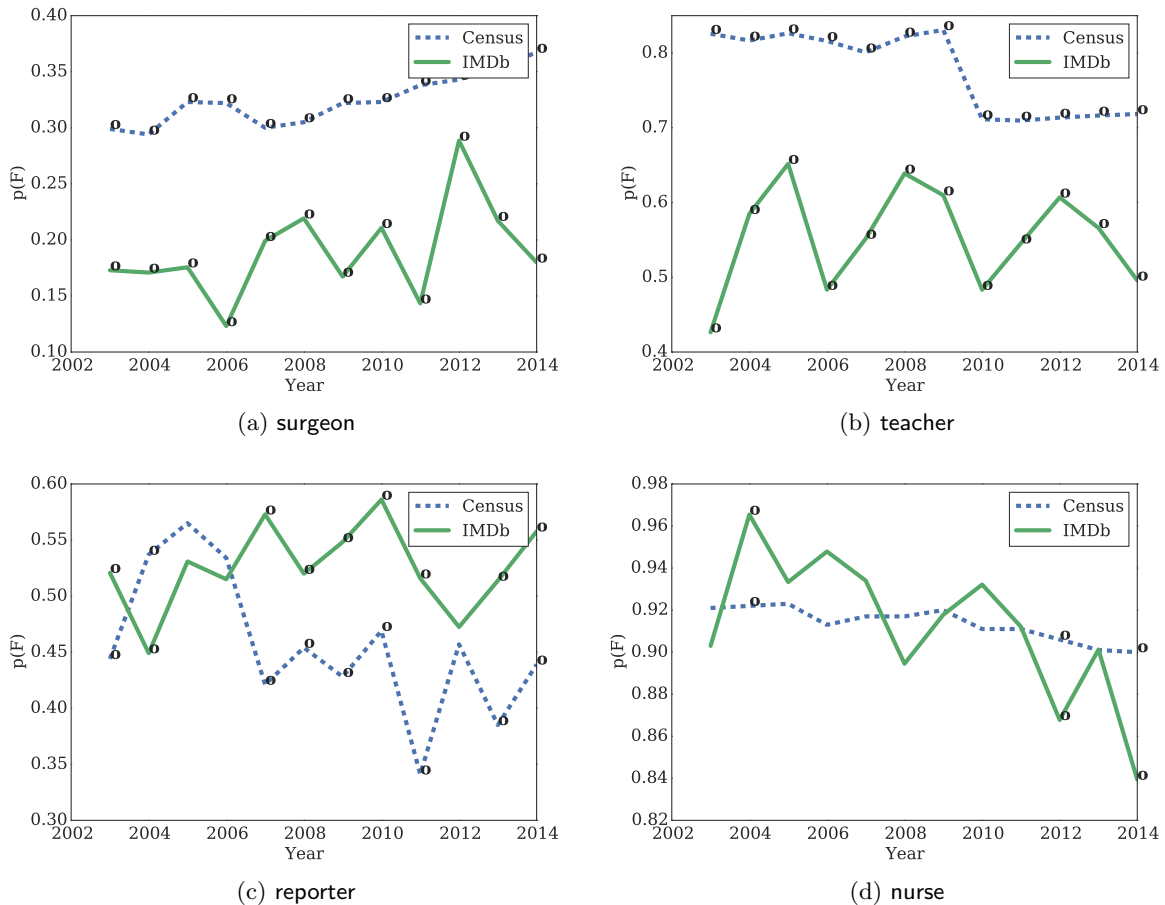 0.40
0.35
0.30
0.25
0.20
0.15
0.10
p(F)
Census
IMDb
2002 2004 2006 2008 2010 2012 2014
Year
(a) surgeon
0.8
0.7
0.6
0.5
0.4
p(F)
Census
IMDb
2002 2004 2006 2008 2010 2012 2014
Year
(b) teacher
0.60
0.55
0.50
0.45
0.40
0.35
0.30
p(F)
Census
IMDb
2002 2004 2006 2008 2010 2012 2014
Year
(c) reporter
0.98
0.96
0.94
0.92
0.90
0.88
0.86
0.84
0.82
p(F)
Census
IMDb
2002 2004 2006 2008 2010 2012 2014
Year
(d) nurse